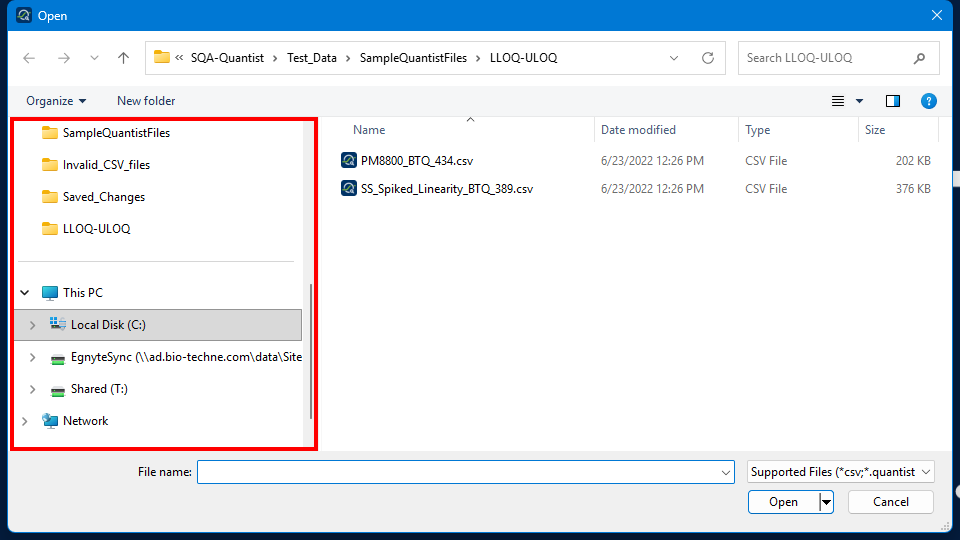 Open
« SQA-Quantist > Test_Data > SampleQuantistFiles > LLOQ-ULOQ
Search LLOQ-ULOQ
Organize
New folder
?
SampleQuantistFiles
Invalid_CSV_files
Saved_Changes
LLOQ-ULOQ
This PC
Local Disk (C:)
EgnyteSync (\\ad.bio-techne.com\data\Site
Shared (T:)
Network
Name Date modified Type Size
PM8800_BTQ_434.csv 6/23/2022 12:26 PM CSV File 202 KB
SS_Spiked_Linearity_BTQ_389.csv 6/23/2022 12:26 PM CSV File 376 KB
File name:
Supported Files (*csv;*.quantist
Open
Cancel